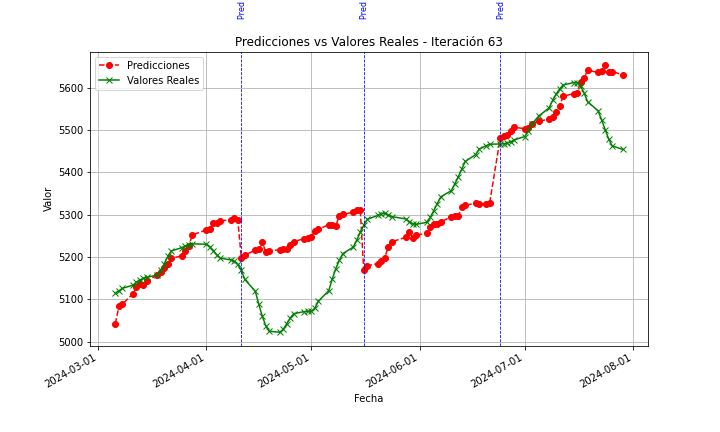 Pred
Pred
Pred
Predicciones vs Valores Reales - Iteración 63
Predicciones
Valores Reales
Valor
5600
5500
5400
5300
5200
5100
5000
2024-03-01
2024-04-01
2024-05-01
2024-06-01
2024-07-01
2024-08-01
Fecha